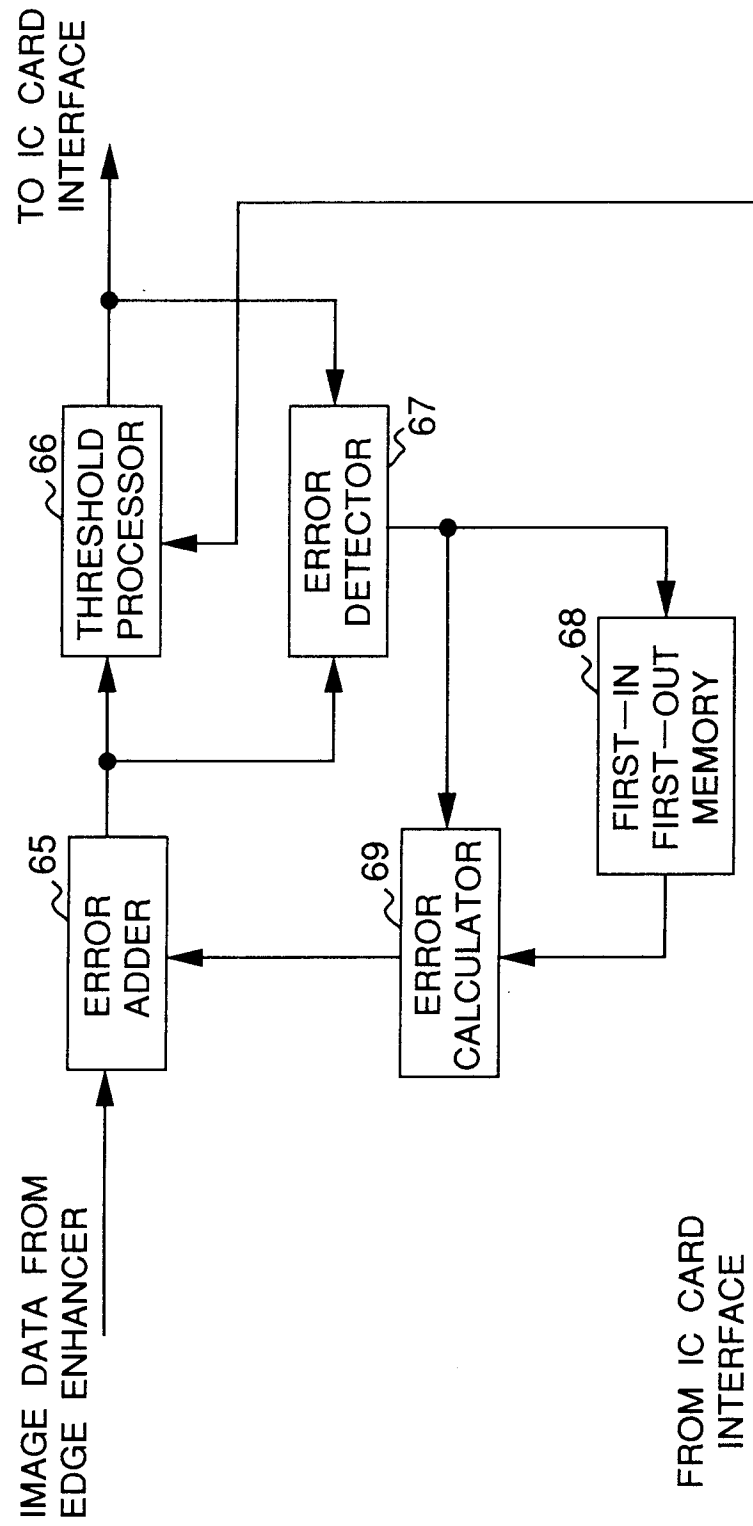 IMAGE DATA FROM
EDGE ENHANCER
65
ERROR
ADDER
66
THRESHOLD
PROCESSOR
TO IC CARD
INTERFACE
67
ERROR
DETECTOR
69
ERROR
CALCULATOR
68
FIRST—IN
FIRST—OUT
MEMORY
FROM IC CARD
INTERFACE